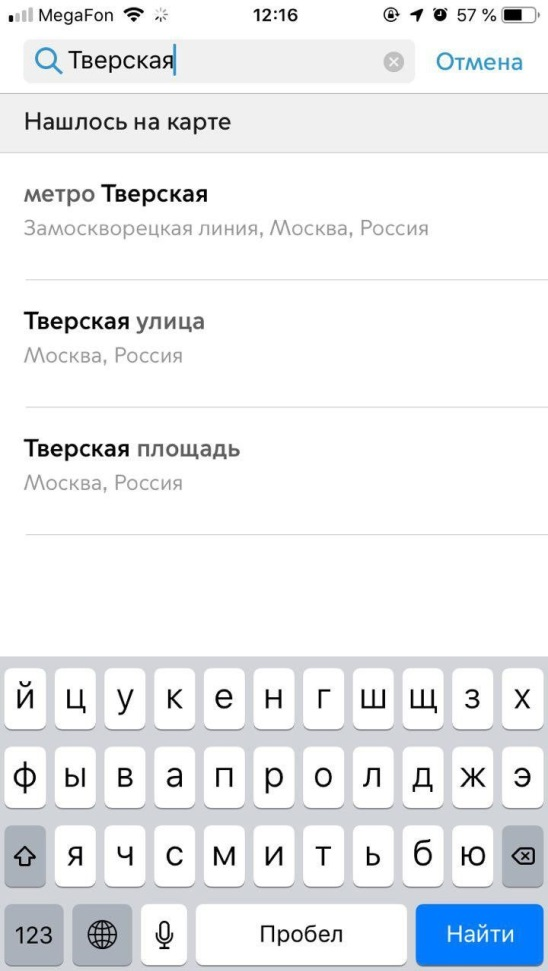 MegaFon 12:16 57 %
Тверская Отмена
Нашлось на карте
метро Тверская
Замоскворецкая линия, Москва, Россия
Тверская улица
Москва, Россия
Тверская площадь
Москва, Россия
й ц у к е н г ш щ з х
ф ы в а п р о л д ж э
я ч с м и т ь б ю
123 Пробел Найти